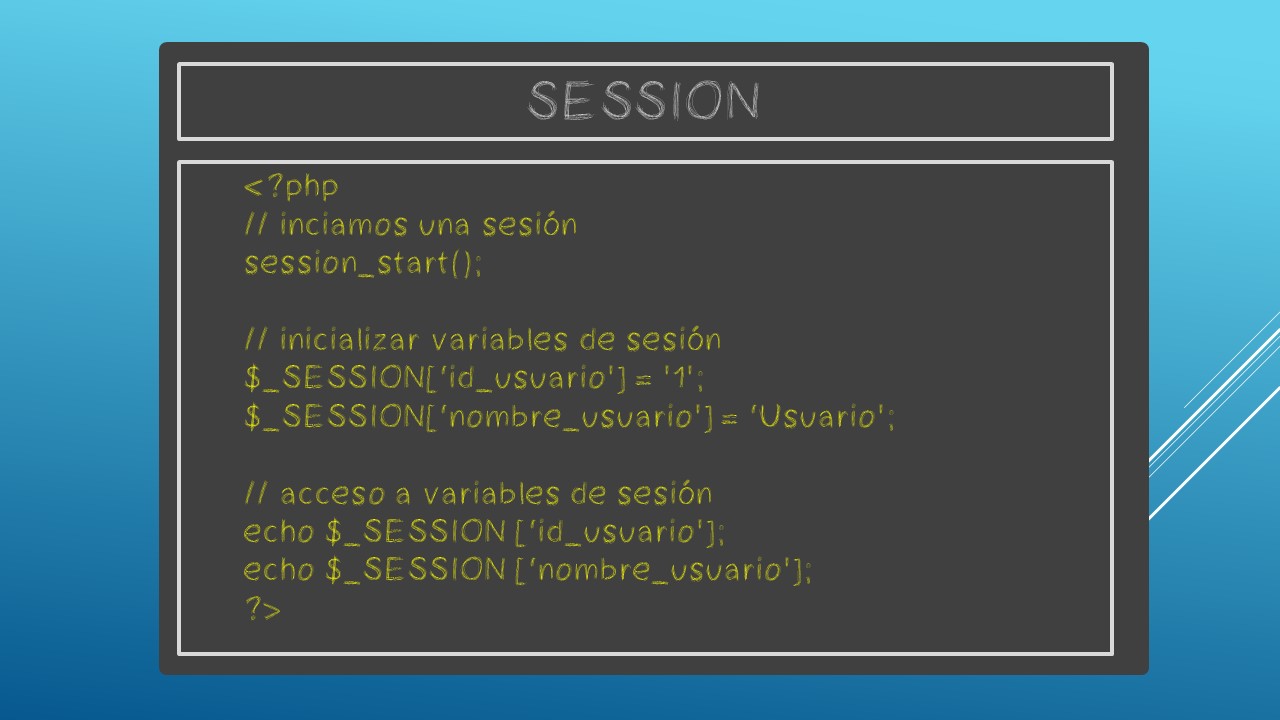 SESSION
<?php
// inciamos una sesión
session_start();
// inicializar variables de sesión
$_SESSION[‘id_usuario'] = '1';
$_SESSION[‘nombre_usuario'] = ‘Usuario';
// acceso a variables de sesión
echo $_SESSION [‘id_usuario'];
echo $_SESSION [‘nombre_usuario'];
?>